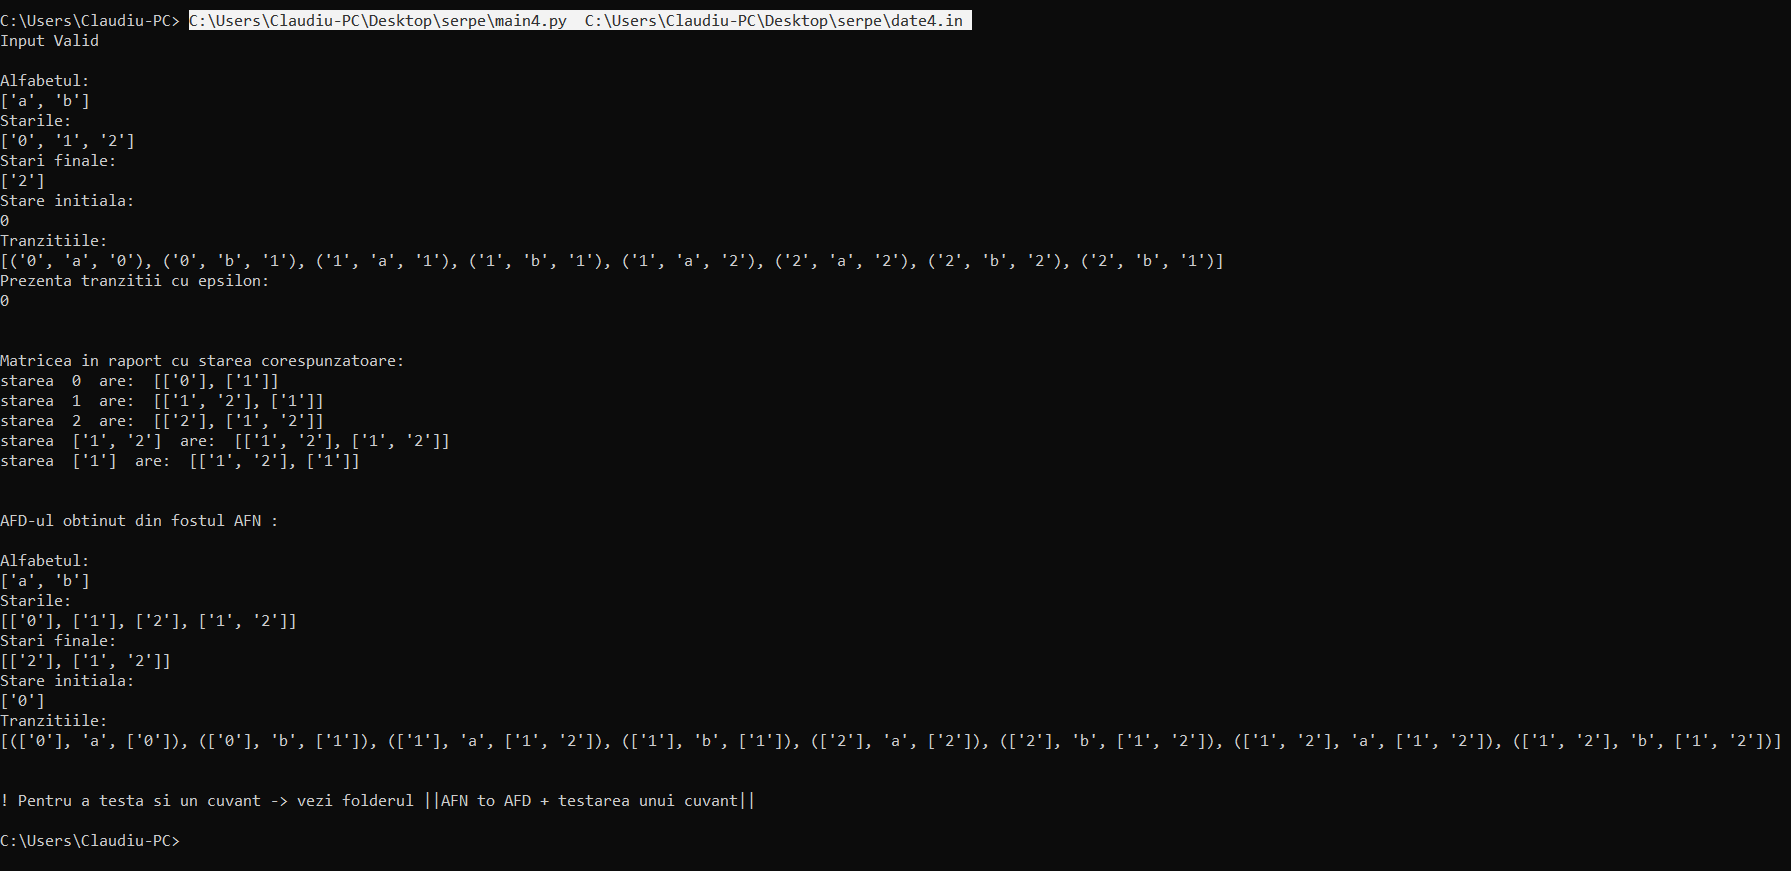 C:\Users\Claudiu-PC> C:\Users\Claudiu-PC\Desktop\serpe\main4.py  C:\Users\Claudiu-PC\Desktop\serpe\date4.in
Input Valid
Alfabetul:
['a', 'b']
Starile:
['0', '1', '2']
Stari finale:
['2']
Stare initiala:
0
Tranzitiile:
[('0', 'a', '0'), ('0', 'b', '1'), ('1', 'a', '1'), ('1', 'b', '1'), ('1', 'a', '2'), ('2', 'a', '2'), ('2', 'b', '2'), ('2', 'b', '1')]
Prezenta tranzitii cu epsilon:
0
Matricea in raport cu starea corespunzatoare:
starea  0  are:  [['0'], ['1']]
starea  1  are:  [['1', '2'], ['1']]
starea  2  are:  [['2'], ['1', '2']]
starea  ['1', '2']  are:  [['1', '2'], ['1', '2']]
starea  ['1']  are:  [['1', '2'], ['1']]
AFD-ul obtinut din fostul AFN :
Alfabetul:
['a', 'b']
Starile:
[['0'], ['1'], ['2'], ['1', '2']]
Stari finale:
[['2'], ['1', '2']]
Stare initiala:
['0']
Tranzitiile:
[(['0'], 'a', ['0']), (['0'], 'b', ['1']), (['1'], 'a', ['1', '2']), (['1'], 'b', ['1']), (['2'], 'a', ['2']), (['2'], 'b', ['1', '2']), (['1', '2'], 'a', ['1', '2']), (['1', '2'], 'b', ['1', '2'])]
! Pentru a testa si un cuvant -> vezi folderul ||AFN to AFD + testarea unui cuvant||
C:\Users\Claudiu-PC>